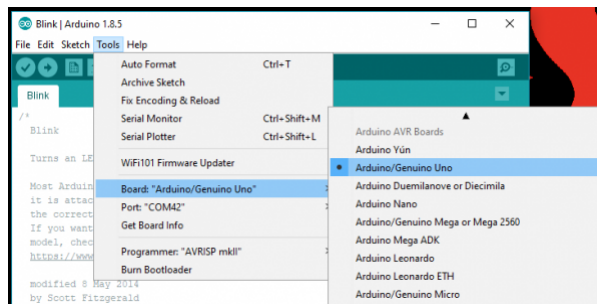 Blink | Arduino 1.8.5
File Edit Sketch Tools Help
Blink
/*
Blink
Turns an LE
Most Arduin
it is attac
the correct
If you want
model, chec
https://www
modified 8 May 2014
by Scott Fitzgerald
Auto Format Ctrl+T
Archive Sketch
Fix Encoding & Reload
Serial Monitor Ctrl+Shift+M
Serial Plotter Ctrl+Shift+L
WiFi101 Firmware Updater
Board: "Arduino/Genuino Uno"
Port: "COM42"
Get Board Info
Programmer: "AVRISP mkII"
Burn Bootloader
Arduino AVR Boards
Arduino Yún
Arduino/Genuino Uno
Arduino Duemilanove or Diecimila
Arduino Nano
Arduino/Genuino Mega or Mega 2560
Arduino Mega ADK
Arduino Leonardo
Arduino Leonardo ETH
Arduino/Genuino Micro